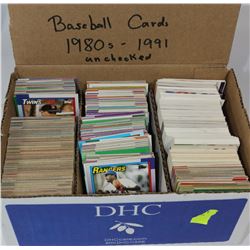 Baseball Cards
1980s - 1991
unchecked
TWINS
RANGERS
DHC